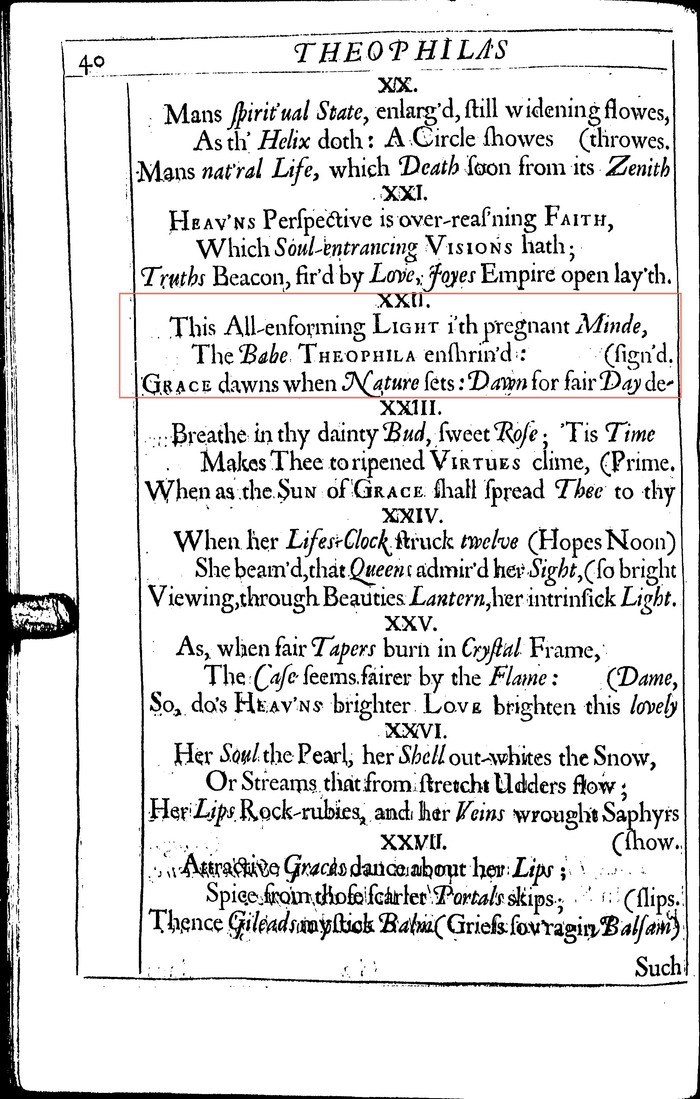 40 THEOPHILAS
XX.
Mans ſpirit'ual State, enlarg'd, ſtill widening flowes,
As th' Helix doth: A Circle ſhowes (throwes.
Mans nat'ral Life, which Death ſoon from its Zenith
XXI.
HEAV'NS Perſpective is over-reaſ'ning FAITH,
Which Soul-entrancing VISIONS hath;
Truths Beacon, fir'd by Love, Joyes Empire open lay'th.
XXII.
This All-enforming LIGHT i'th pregnant Minde,
The Babe THEOPHILA enſhrin'd: (ſign'd.
GRACE dawns when Nature ſets: Dawn for fair Day de-
XXIII.
Breathe in thy dainty Bud, ſweet Roſe; 'Tis Time
Makes Thee to ripened VIRTUES clime, (Prime.
When as the SUN of GRACE ſhall ſpread Thee to thy
XXIV.
When her Lifes-Clock ſtruck twelve (Hopes Noon)
She beam'd, that Queens admir'd her Sight, (ſo bright
Viewing, through Beauties Lantern, her intrinſick Light.
XXV.
As, when fair Tapers burn in Cryſtal Frame,
The Caſe ſeems fairer by the Flame: (Dame,
So, do's HEAV'NS brighter LOVE brighten this lovely
XXVI.
Her Soul the Pearl, her Shell out-whites the Snow,
Or Streams that from ſtretcht Udders flow;
Her Lips Rock-rubies, and her Veins wrought Saphyrs
XXVII. (ſhow.
Attractive Graces dance about her Lips;
Spice from thoſe ſcarlet Portals skips; (ſlips.
Thence Gileads myſtick Balm (Griefs ſov'ragin Balſam)
Such